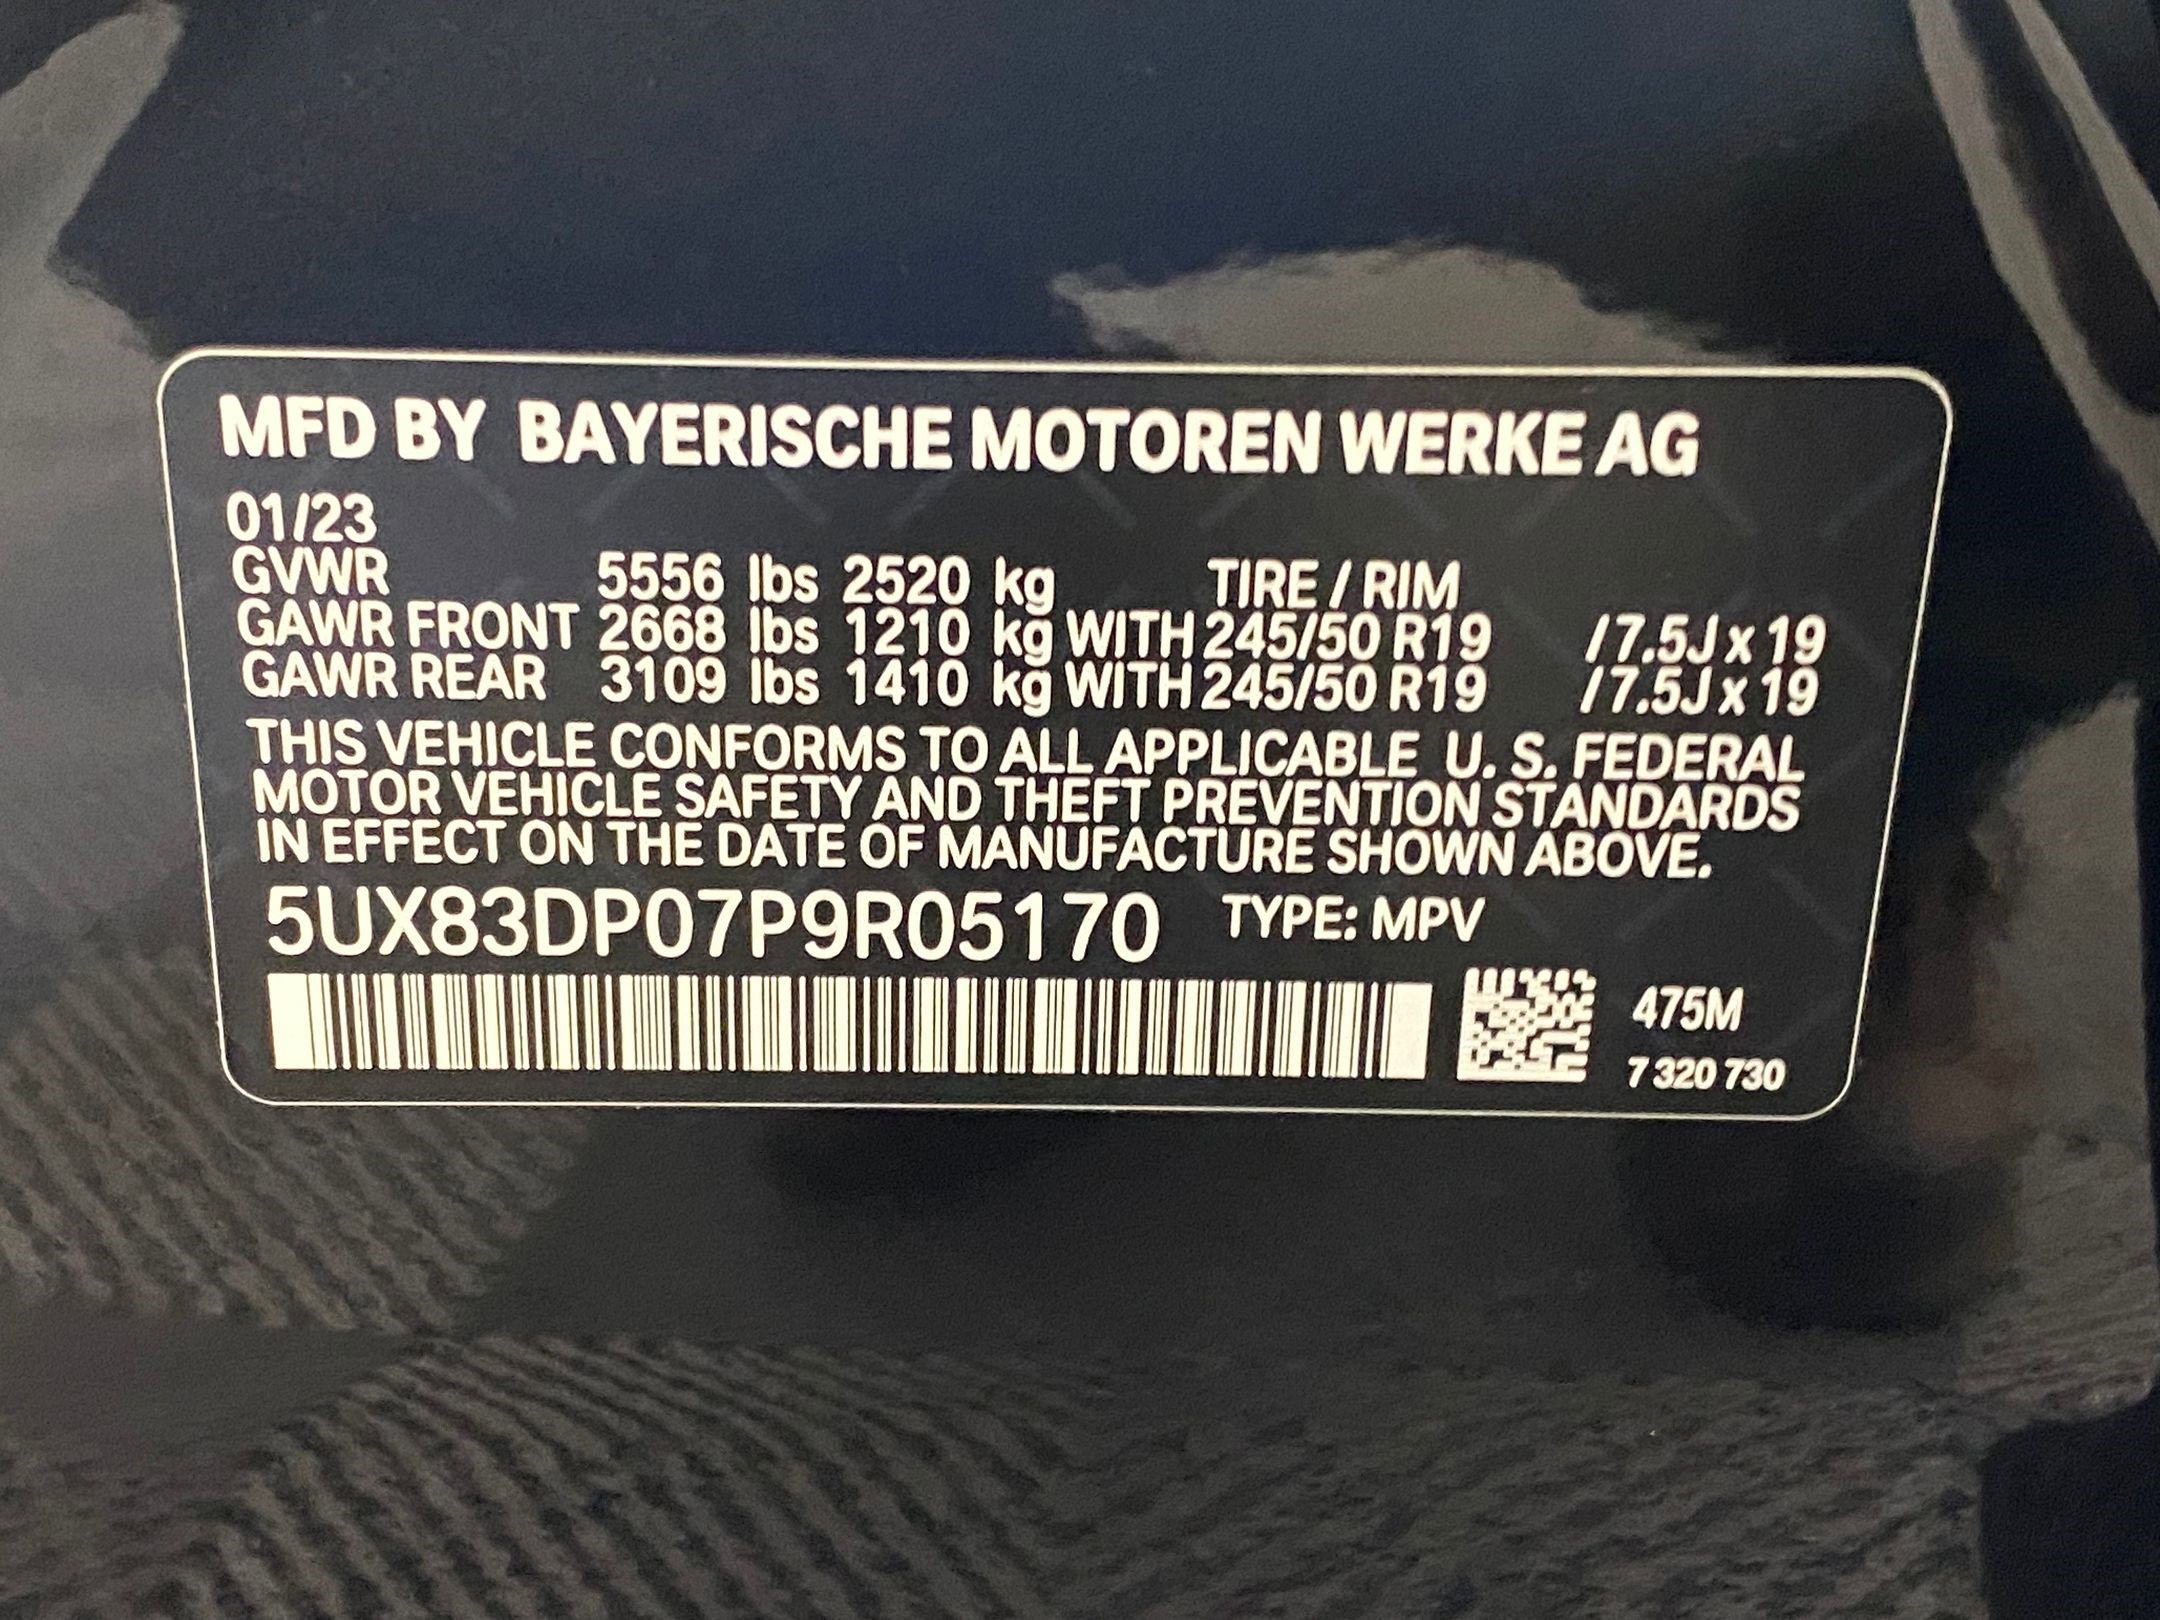 MFD BY BAYERISCHE MOTOREN WERKE AG
01/23
GVWR 5556 lbs 2520 kg TIRE / RIM
GAWR FRONT 2668 lbs 1210 kg WITH 245/50 R19 / 7.5J x 19
GAWR REAR 3109 lbs 1410 kg WITH 245/50 R19 / 7.5J x 19
THIS VEHICLE CONFORMS TO ALL APPLICABLE U. S. FEDERAL
MOTOR VEHICLE SAFETY AND THEFT PREVENTION STANDARDS
IN EFFECT ON THE DATE OF MANUFACTURE SHOWN ABOVE.
5UX83DP07P9R05170 TYPE: MPV
475M
7 320 730